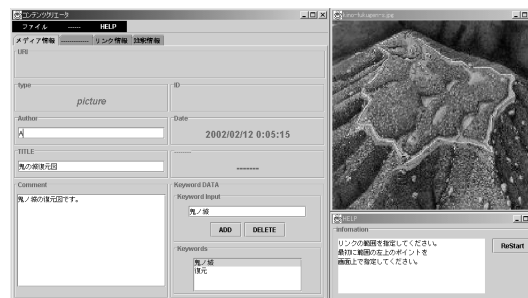 コンテンツクリエータ
ファイル ------ HELP
メディア情報 ------------ リンク情報 註釈情報
URI
type
picture
ID
Author
A
Date
2002/02/12 0:05:15
TITLE
鬼の城復元図
-------
-------
Comment
鬼ノ城の復元図です。
Keyword DATA
Keyword Input
鬼ノ城
ADD DELETE
Keywords
鬼ノ城
復元
HELP
Infomation
リンクの範囲を指定してください。
最初に範囲の左上のポイントを
画面上で指定してください。
ReStart